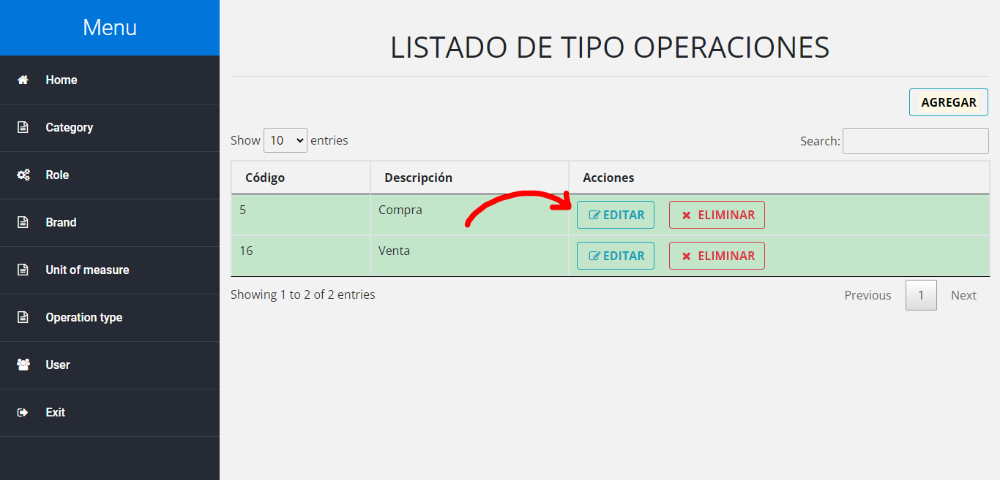 Menu
Home
Category
Role
Brand
Unit of measure
Operation type
User
Exit
LISTADO DE TIPO OPERACIONES
AGREGAR
Show 10 entries
Search:
Código Descripción Acciones
5 Compra EDITAR ELIMINAR
16 Venta EDITAR ELIMINAR
Showing 1 to 2 of 2 entries
Previous 1 Next